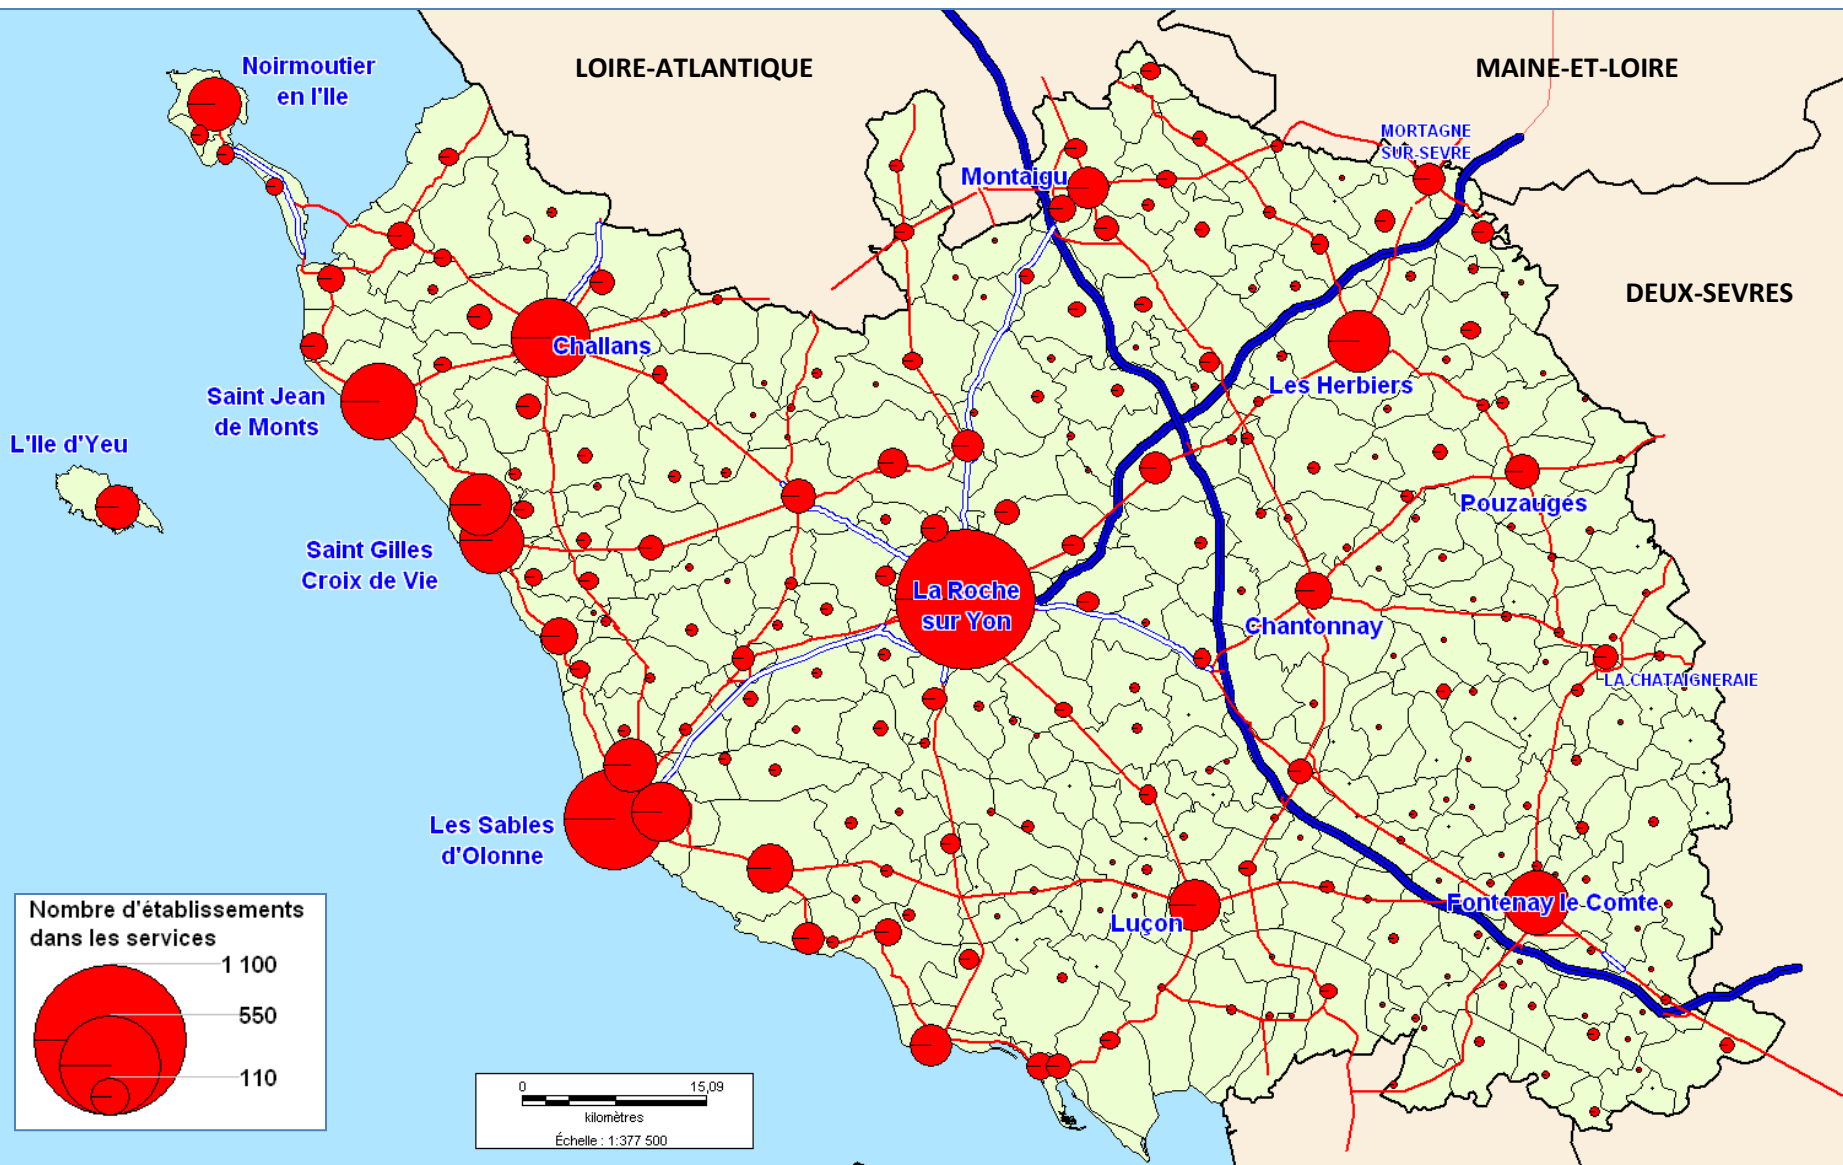 LOIRE-ATLANTIQUE
MAINE-ET-LOIRE
Noirmoutier
en l'Ile
MORTAGNE
SUR-SEVRE
Montaigu
DEUX-SEVRES
Challans
Les Herbiers
Saint Jean
de Monts
L'Ile d'Yeu
Pouzauges
Saint Gilles
Croix de Vie
La Roche
sur Yon
Chantonnay
LA CHATAIGNERAIE
Les Sables
d'Olonne
Luçon
Fontenay le Comte
Nombre d'établissements
dans les services
1 100
550
110
0 15,09
kilomètres
Échelle : 1:377 500